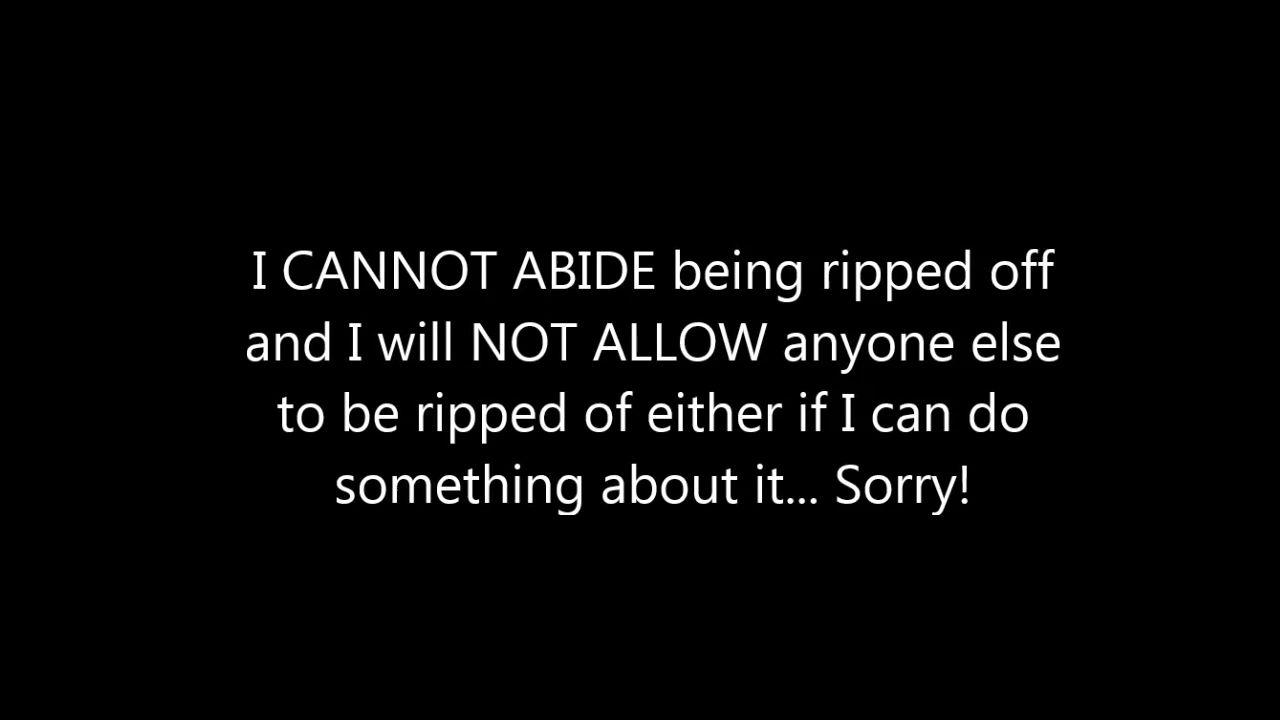 I CANNOT ABIDE being ripped off
and I will NOT ALLOW anyone else
to be ripped of either if I can do
something about it... Sorry!